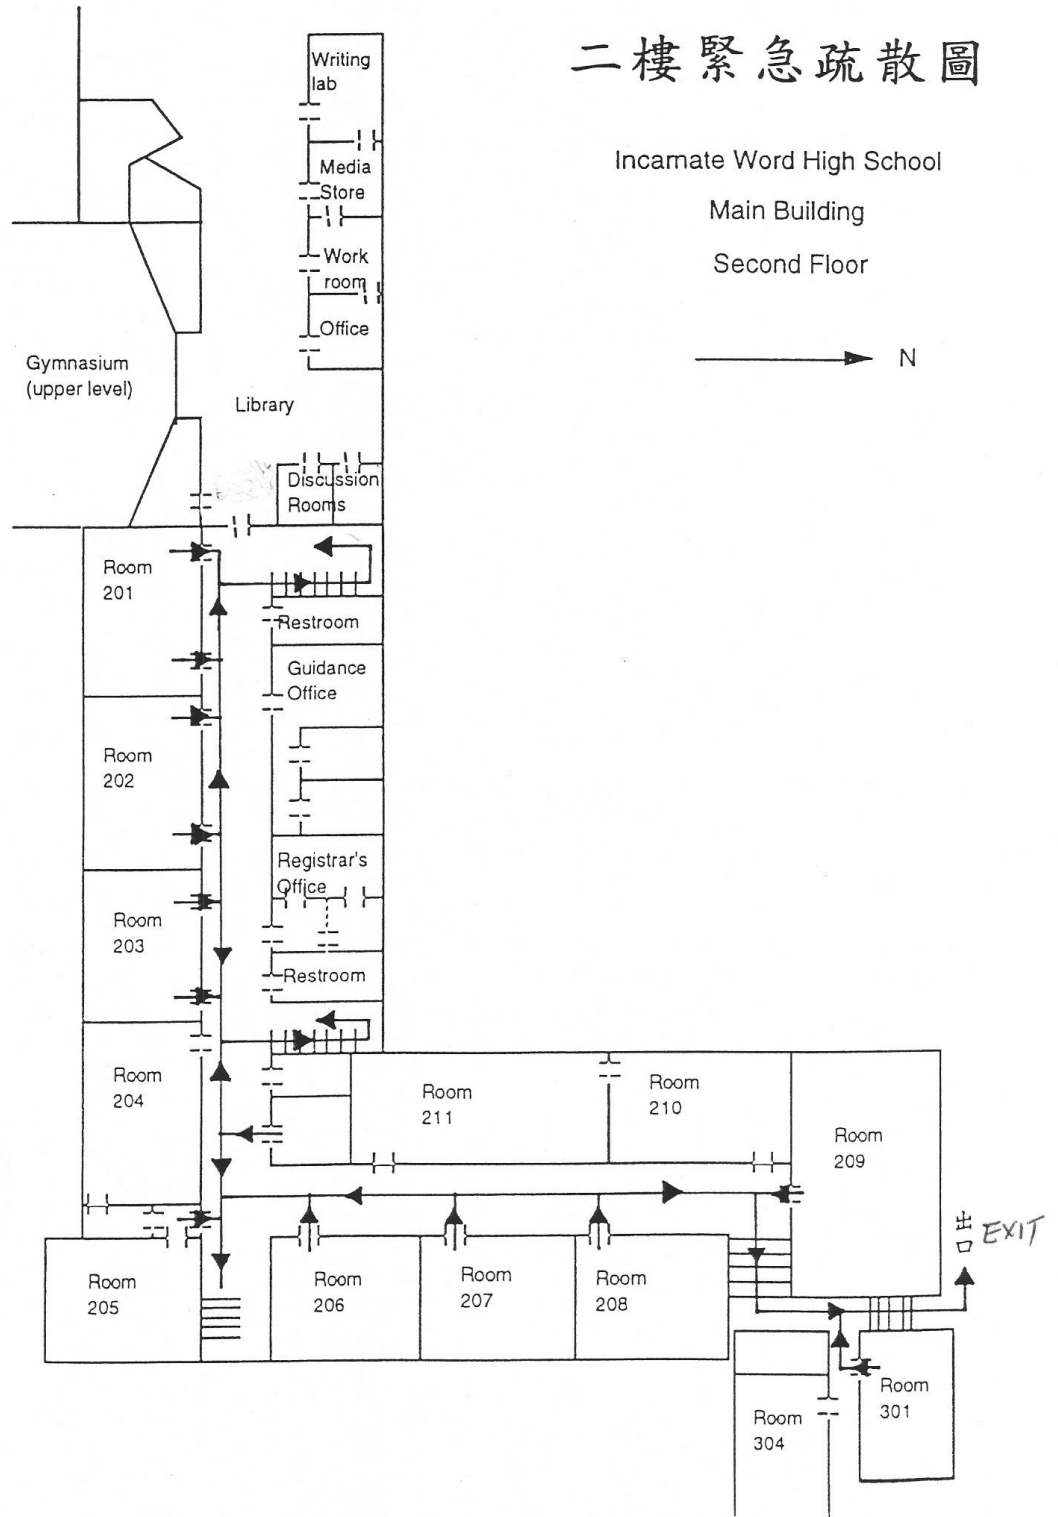 二樓緊急疏散圖
Incarnate Word High School
Main Building
Second Floor
N
Writing
lab
Media
Store
Work
room
Office
Gymnasium
(upper level)
Library
Discussion
Rooms
Room
201
Restroom
Guidance
Office
Room
202
Registrar's
Office
Room
203
Restroom
Room
204
Room
211
Room
210
Room
209
出口 EXIT
Room
205
Room
206
Room
207
Room
208
Room
301
Room
304